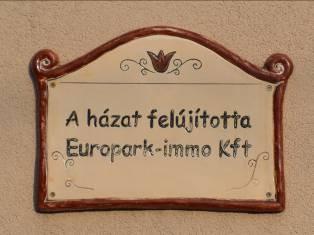 A házat felújította
Europark-immo Kft